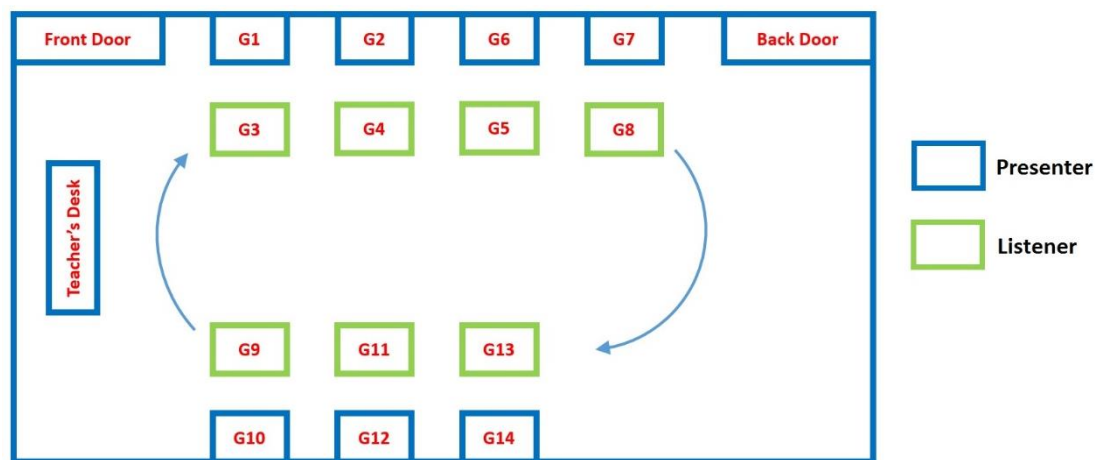 Front Door
G1
G2
G6
G7
Back Door
G3
G4
G5
G8
Presenter
Teacher's Desk
Listener
G9
G11
G13
G10
G12
G14